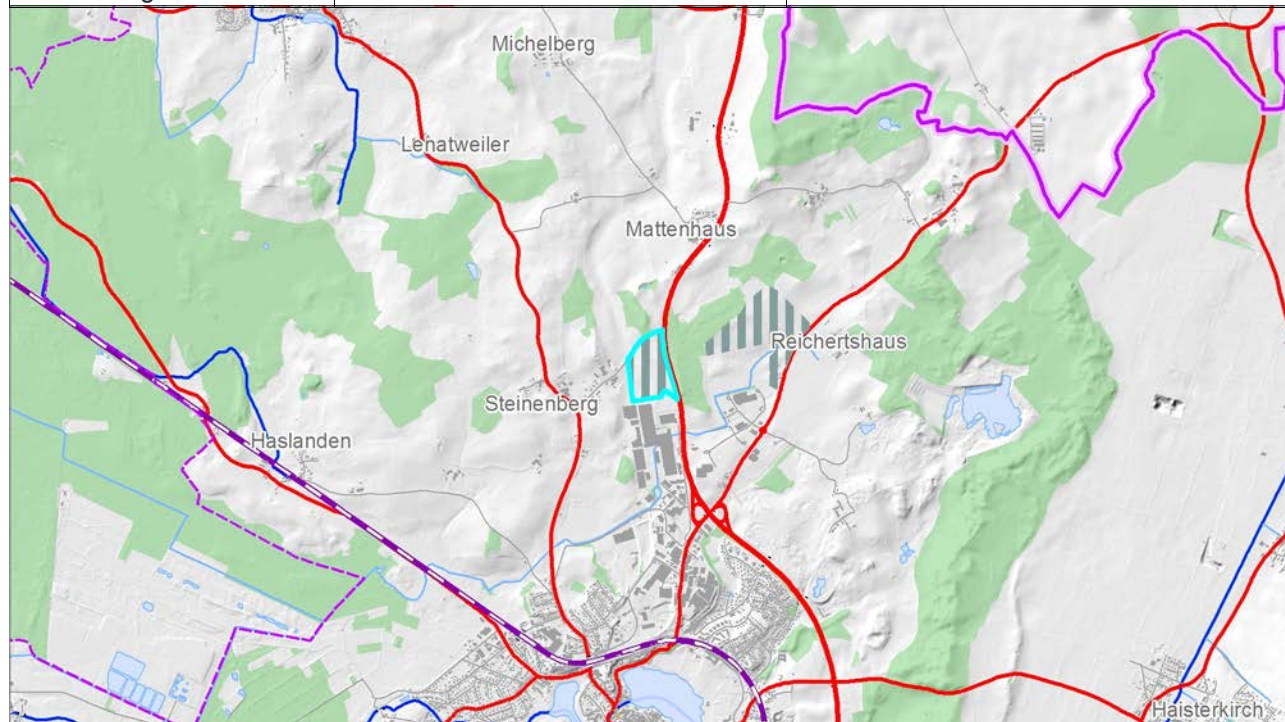 Michelberg
Lenatweiler
Mattenhaus
Reichertshaus
Steinenberg
Haslanden
Haisterkirch